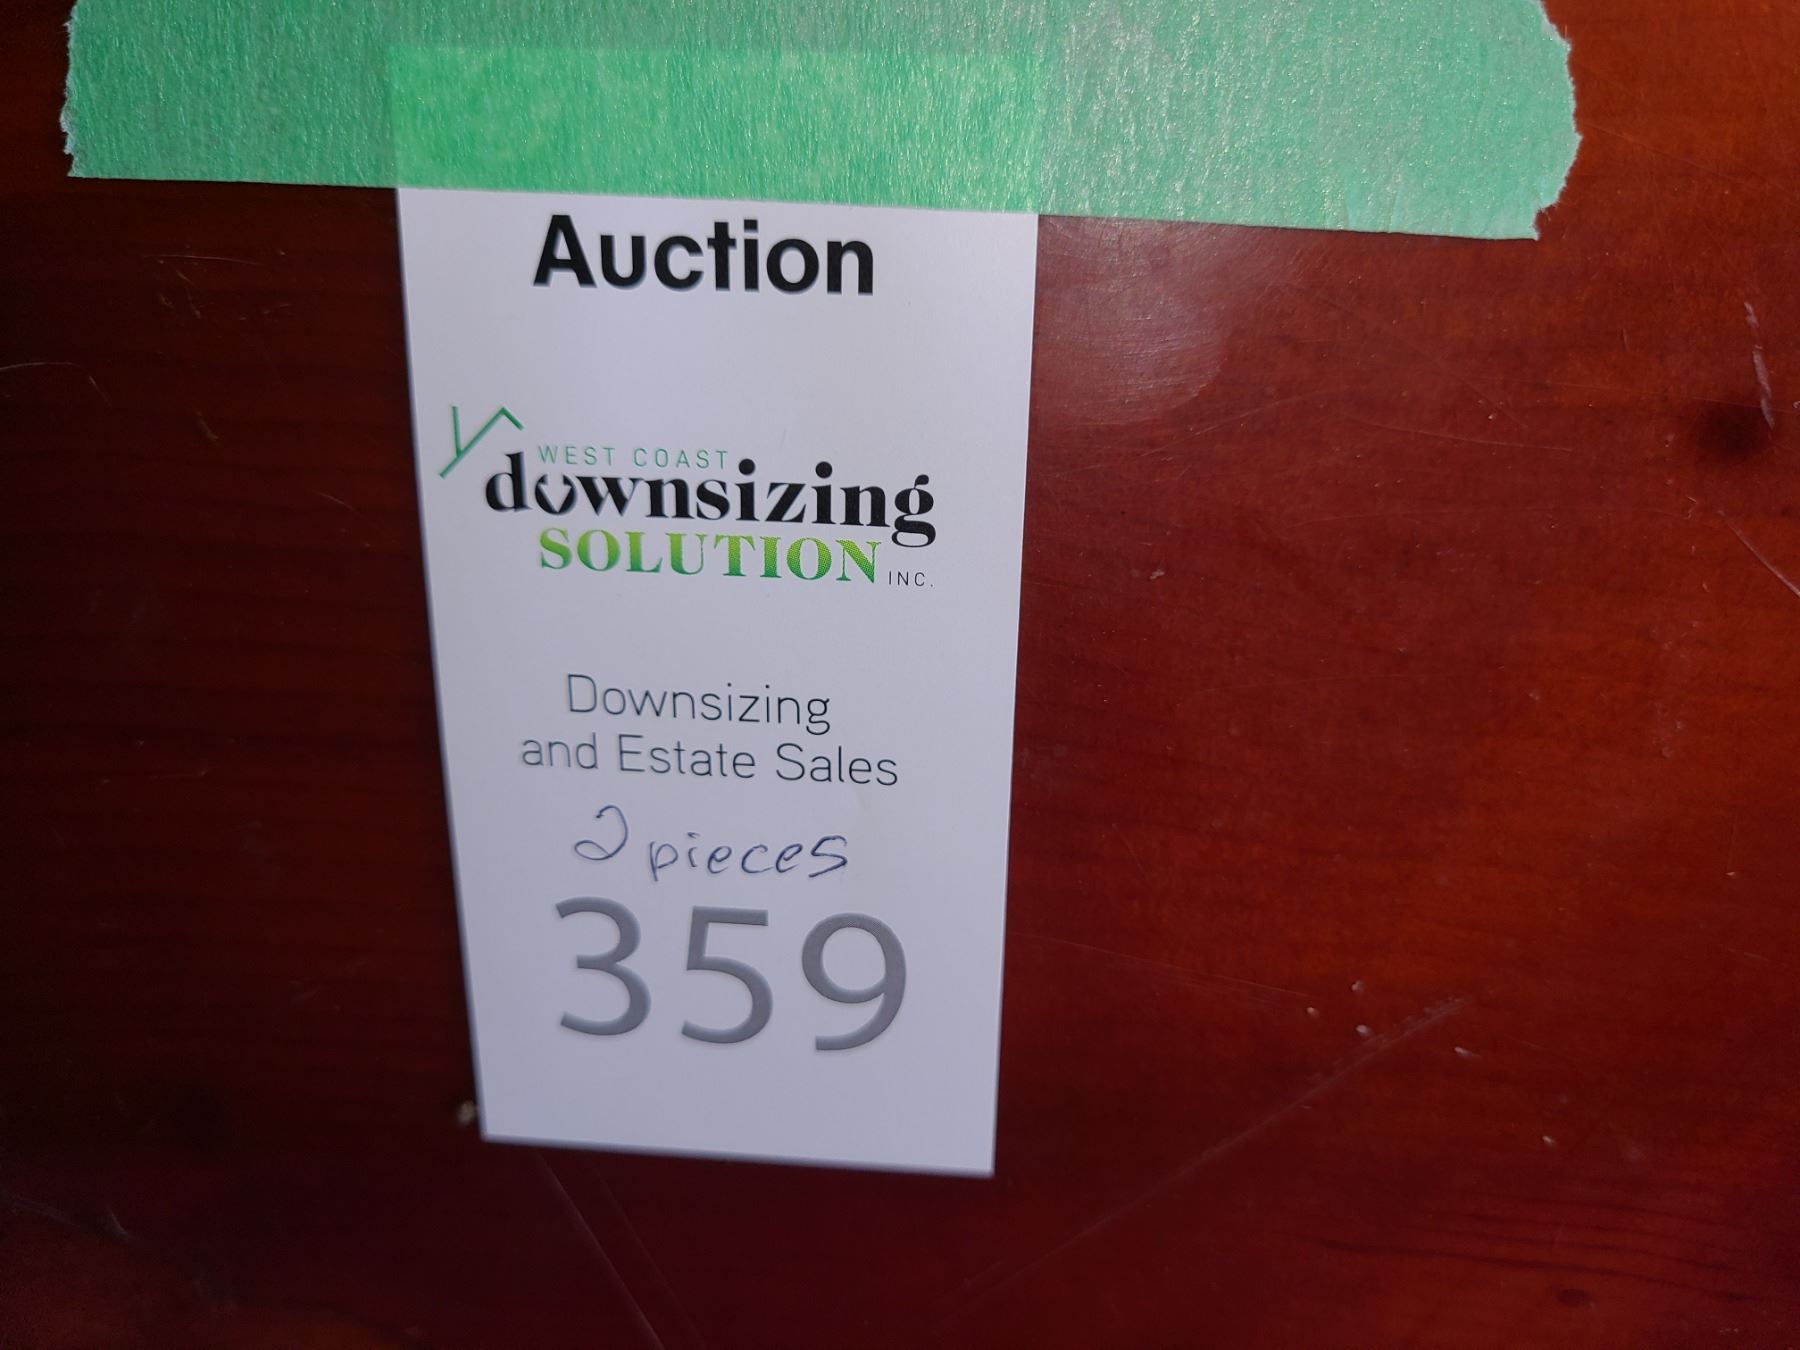 Auction
WEST COAST
downsizing
SOLUTION INC.
Downsizing
and Estate Sales
2 pieces
359